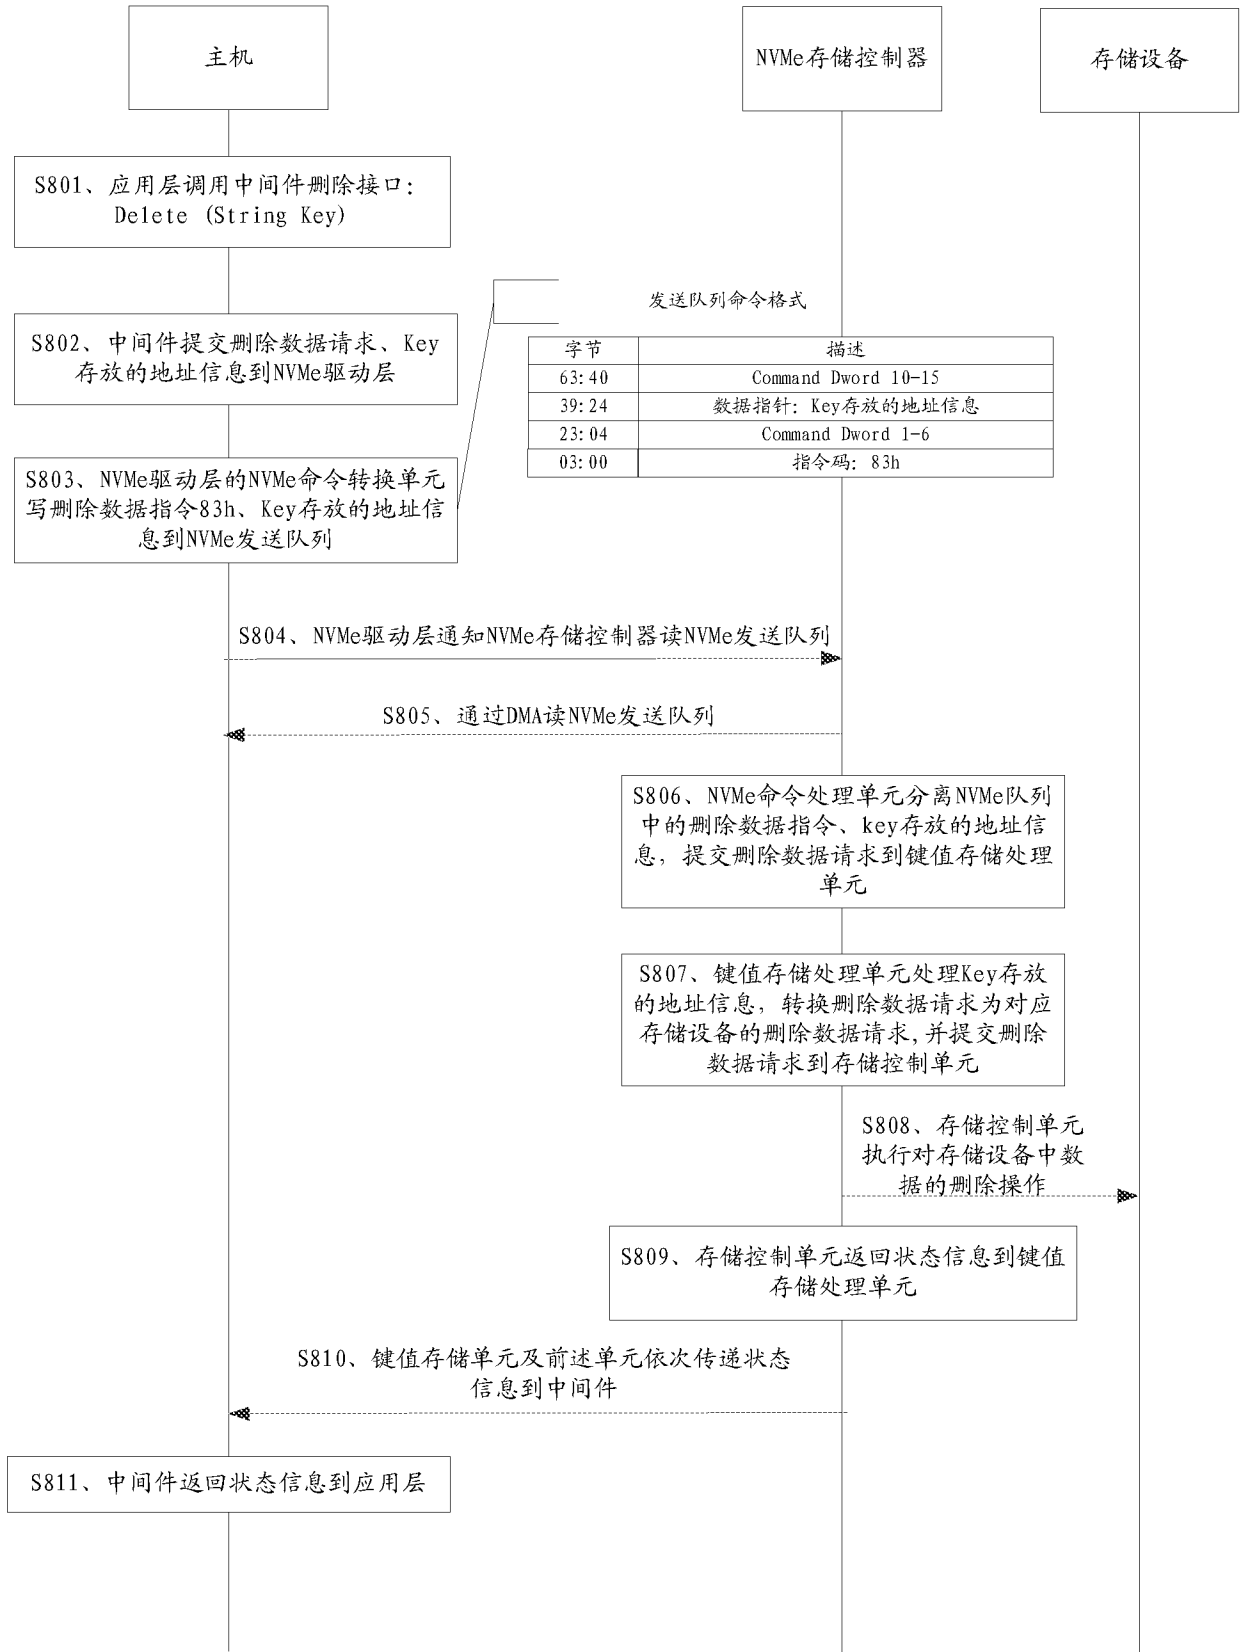 主机
NVMe存储控制器
存储设备
S801、应用层调用中间件删除接口:
Delete (String Key)
S802、中间件提交删除数据请求、Key
存放的地址信息到NVMe驱动层
S803、NVMe驱动层的NVMe命令转换单元
写删除数据指令83h、Key存放的地址信
息到NVMe发送队列
发送队列命令格式
字节 描述
63:40 Command Dword 10-15
39:24 数据指针: Key存放的地址信息
23:04 Command Dword 1-6
03:00 指令码: 83h
S804、NVMe驱动层通知NVMe存储控制器读NVMe发送队列
S805、通过DMA读NVMe发送队列
S806、NVMe命令处理单元分离NVMe队列
中的删除数据指令、key存放的地址信
息，提交删除数据请求到键值存储处理
单元
S807、键值存储处理单元处理Key存放
的地址信息，转换删除数据请求为对应
存储设备的删除数据请求,并提交删除
数据请求到存储控制单元
S808、存储控制单元
执行对存储设备中数
据的删除操作
S809、存储控制单元返回状态信息到键值
存储处理单元
S810、键值存储单元及前述单元依次传递状态
信息到中间件
S811、中间件返回状态信息到应用层